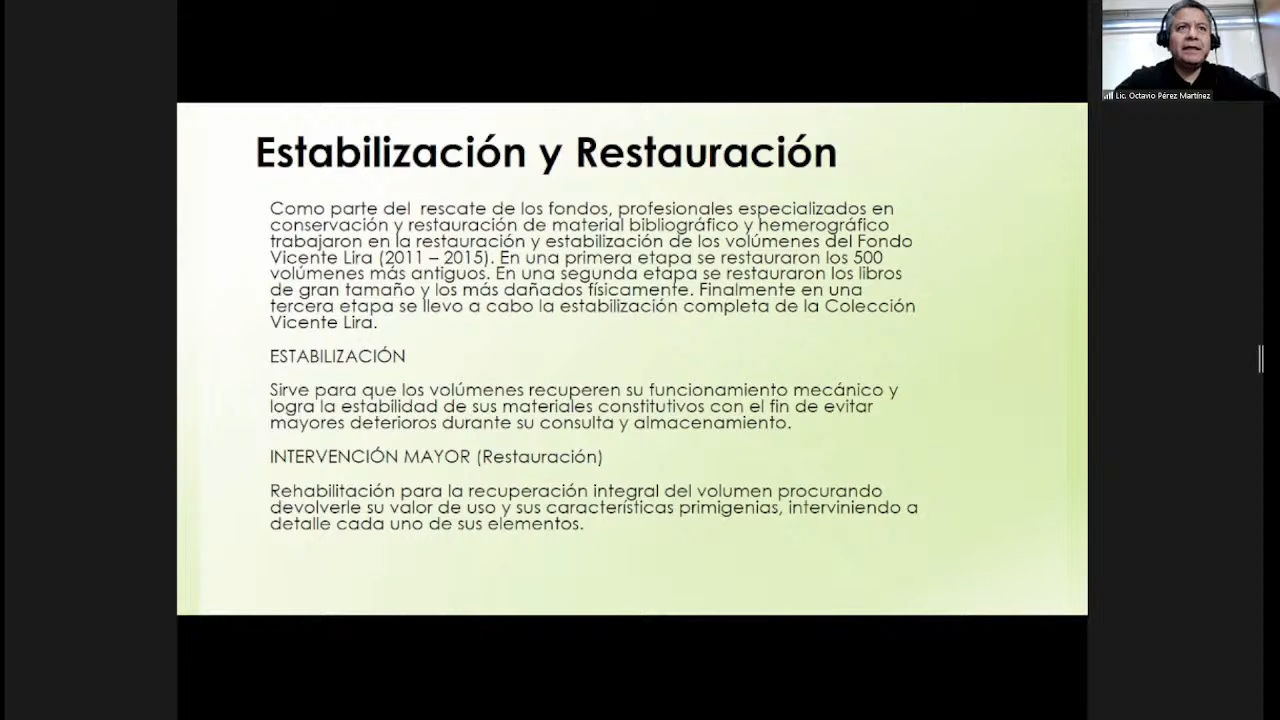 Lic. Octavio Pérez Martínez
Estabilización y Restauración
Como parte del rescate de los fondos, profesionales especializados en
conservación y restauración de material bibliográfico y hemerográfico
trabajaron en la restauración y estabilización de los volúmenes del Fondo
Vicente Lira (2011 – 2015). En una primera etapa se restauraron los 500
volúmenes más antiguos. En una segunda etapa se restauraron los libros
de gran tamaño y los más dañados físicamente. Finalmente en una
tercera etapa se llevo a cabo la estabilización completa de la Colección
Vicente Lira.
ESTABILIZACIÓN
Sirve para que los volúmenes recuperen su funcionamiento mecánico y
logra la estabilidad de sus materiales constitutivos con el fin de evitar
mayores deterioros durante su consulta y almacenamiento.
INTERVENCIÓN MAYOR (Restauración)
Rehabilitación para la recuperación integral del volumen procurando
devolverle su valor de uso y sus características primigenias, interviniendo a
detalle cada uno de sus elementos.